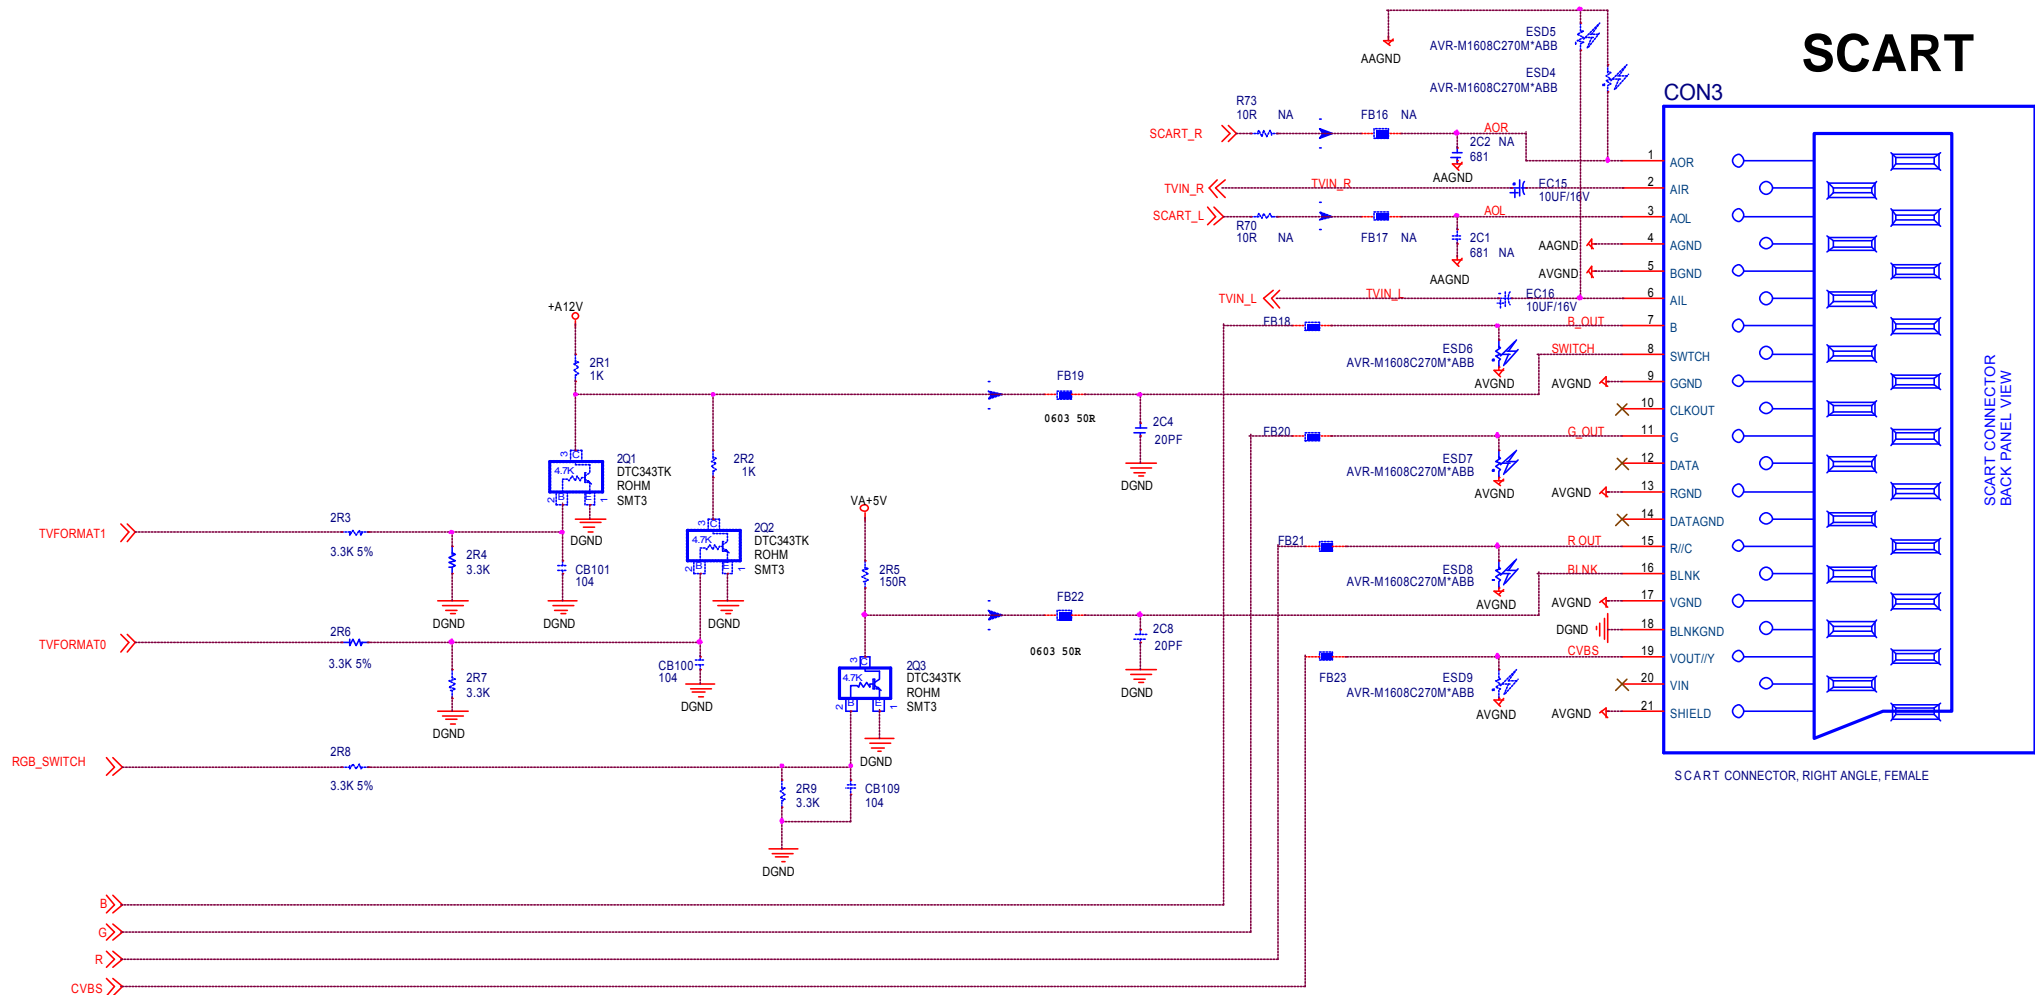 SCART
ESD5
AVR-M1608C270M*ABB
AAGND
ESD4
AVR-M1608C270M*ABB
CON3
R73
10R NA
FB16 NA
SCART_R
AOR
2C2 NA
681
AAGND
1 AOR
TVIN_R
TVIN_R
EC15
10UF/16V
2 AIR
SCART_L
R70
10R NA
FB17 NA
AOL
2C1
681 NA
AAGND
3 AOL
AAGND
4 AGND
AVGND
5 BGND
TVIN_L
TVIN_L
EC16
10UF/16V
6 AIL
FB18
B_OUT
7 B
ESD6
AVR-M1608C270M*ABB
AVGND
SWITCH
8 SWTCH
AVGND
9 GGND
10 CLKOUT
FB20
G_OUT
11 G
ESD7
AVR-M1608C270M*ABB
AVGND
12 DATA
AVGND
13 RGND
14 DATAGND
FB21
R OUT
15 R//C
ESD8
AVR-M1608C270M*ABB
AVGND
BLNK
16 BLNK
AVGND
17 VGND
DGND
18 BLNKGND
CVBS
19 VOUT//Y
FB23
ESD9
AVR-M1608C270M*ABB
AVGND
20 VIN
AVGND
21 SHIELD
SCART CONNECTOR
BACK PANEL VIEW
SCART CONNECTOR, RIGHT ANGLE, FEMALE
+A12V
2R1
1K
FB19
0603 50R
2C4
20PF
DGND
3 C
4.7K
2 B E 1
2Q1
DTC343TK
ROHM
SMT3
DGND
2R2
1K
TVFORMAT1
2R3
3.3K 5%
2R4
3.3K
DGND
CB101
104
DGND
3 C
4.7K
2 B E 1
2Q2
DTC343TK
ROHM
SMT3
DGND
VA+5V
2R5
150R
FB22
0603 50R
2C8
20PF
DGND
TVFORMAT0
2R6
3.3K 5%
2R7
3.3K
DGND
CB100
104
DGND
3 C
4.7K
2 B E 1
2Q3
DTC343TK
ROHM
SMT3
DGND
RGB_SWITCH
2R8
3.3K 5%
2R9
3.3K
CB109
104
DGND
B
G
R
CVBS